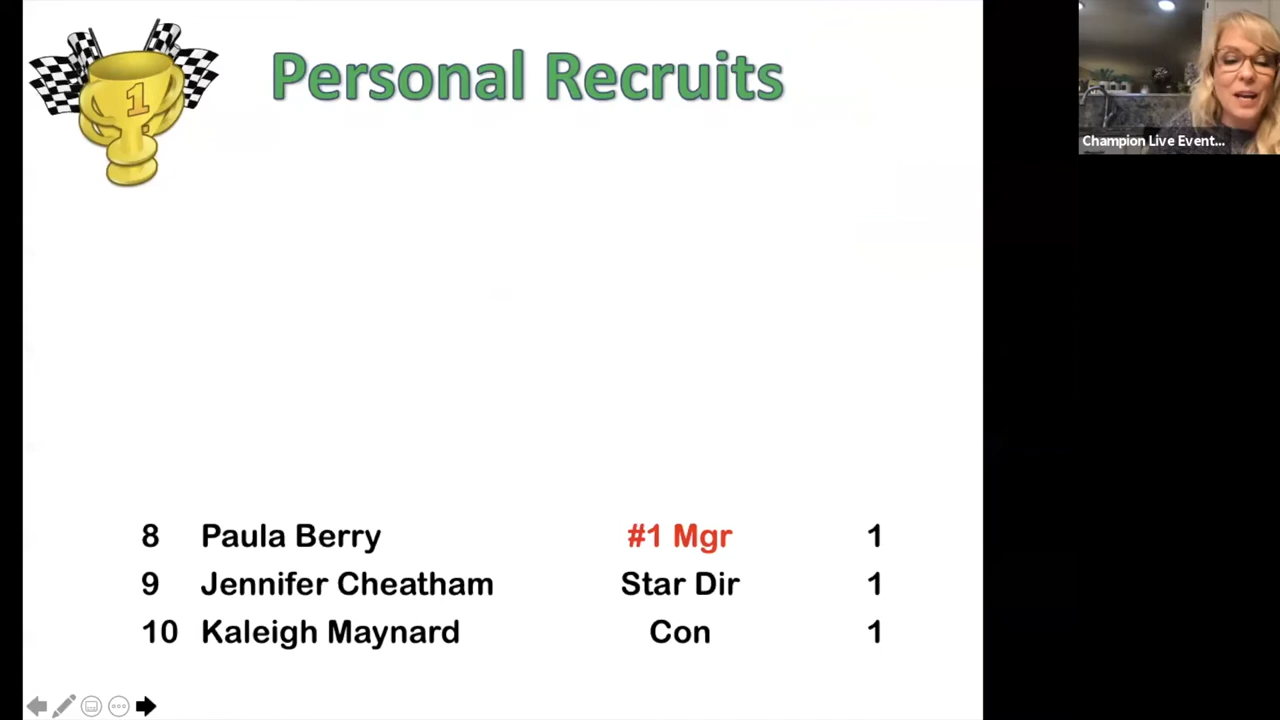 Personal Recruits
1
Champion Live Event...
8 Paula Berry #1 Mgr 1
9 Jennifer Cheatham Star Dir 1
10 Kaleigh Maynard Con 1